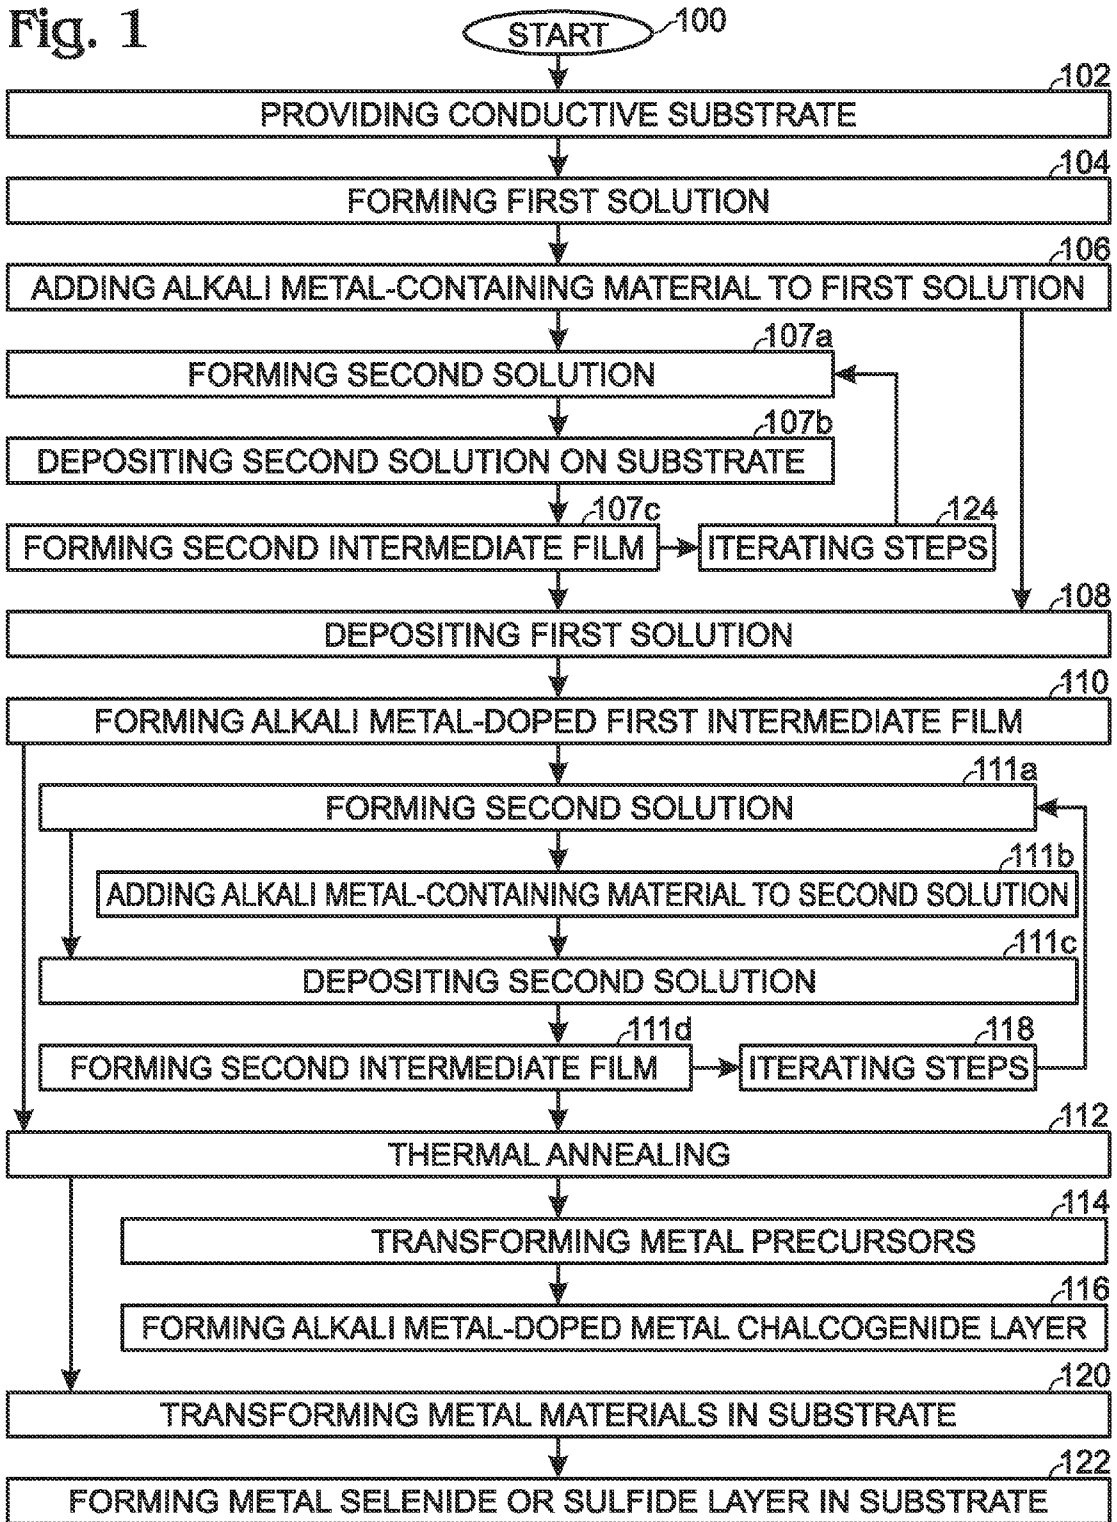 Fig. 1
START
100
102
PROVIDING CONDUCTIVE SUBSTRATE
104
FORMING FIRST SOLUTION
106
ADDING ALKALI METAL-CONTAINING MATERIAL TO FIRST SOLUTION
107a
FORMING SECOND SOLUTION
107b
DEPOSITING SECOND SOLUTION ON SUBSTRATE
107c
124
FORMING SECOND INTERMEDIATE FILM
ITERATING STEPS
108
DEPOSITING FIRST SOLUTION
110
FORMING ALKALI METAL-DOPED FIRST INTERMEDIATE FILM
111a
FORMING SECOND SOLUTION
111b
ADDING ALKALI METAL-CONTAINING MATERIAL TO SECOND SOLUTION
111c
DEPOSITING SECOND SOLUTION
111d
118
FORMING SECOND INTERMEDIATE FILM
ITERATING STEPS
112
THERMAL ANNEALING
114
TRANSFORMING METAL PRECURSORS
116
FORMING ALKALI METAL-DOPED METAL CHALCOGENIDE LAYER
120
TRANSFORMING METAL MATERIALS IN SUBSTRATE
122
FORMING METAL SELENIDE OR SULFIDE LAYER IN SUBSTRATE